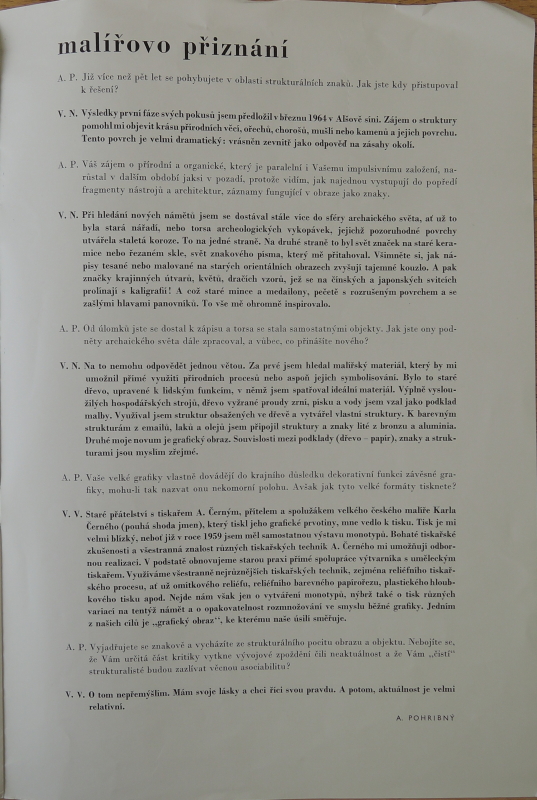 malířovo přiznání
A. P. Již více než pět let se pohybujete v oblasti strukturálních znaků. Jak jste kdy přistupoval
k řešení?
V. N. Výsledky první fáze svých pokusů jsem předložil v březnu 1964 v Alšově síni. Zájem o struktury
pomohl mi objevit krásu přírodních věcí, ořechů, chorošů, mušlí nebo kamenů a jejich povrchu.
Tento povrch je velmi dramatický: vrásněn zevnitř jako odpověď na zásahy okolí.
A. P. Váš zájem o přírodní a organické, který je paralelní i Vašemu impulsivnímu založení, na-
růstal v dalším období jaksi v pozadí, protože vidím, jak najednou vystupují do popředí
fragmenty nástrojů a architektur, záznamy fungující v obraze jako znaky.
V. N. Při hledání nových námětů jsem se dostával stále více do sféry archaického světa, ať už to
byla stará nářadí, nebo torsa archeologických vykopávek, jejichž pozoruhodné povrchy
utvářela staletá koroze. To na jedné straně. Na druhé straně to byl svět značek na staré kera-
mice nebo řezaném skle, svět znakového písma, který mě přitahoval. Všimněte si, jak ná-
pisy tesané nebo malované na starých orientálních obrazech zvyšují tajemné kouzlo. A pak
značky krajinných útvarů, květů, dračích vzorů, jež se na čínských a japonských svitcích
prolínají s kaligrafií! A což staré mince a medailony, pečetě s rozrušeným povrchem a se
zašlými hlavami panovníků. To vše mě ohromně inspirovalo.
A. P. Od úlomků jste se dostal k zápisu a torsa se stala samostatnými objekty. Jak jste ony pod-
něty archaického světa dále zpracoval, a vůbec, co přinášíte nového?
V. N. Na to nemohu odpovědět jednou větou. Za prvé jsem hledal malířský materiál, který by mi
umožnil přímé využití přírodních procesů nebo aspoň jejich symbolisování. Bylo to staré
dřevo, upravené k lidským funkcím, v němž jsem spatřoval ideální materiál. Výplně vyslou-
žilých hospodářských strojů, dřevo vyžrané proudy zrní, písku a vody jsem vzal jako podklad
malby. Využíval jsem struktur obsažených ve dřevě a vytvářel vlastní struktury. K barevným
strukturám z emailů, laků a olejů jsem připojil struktury a znaky lité z bronzu a aluminia.
Druhé moje novum je grafický obraz. Souvislosti mezi podklady (dřevo – papír), znaky a struk-
turami jsou myslím zřejmé.
A. P. Vaše velké grafiky vlastně dovádějí do krajního důsledku dekorativní funkci závěsné gra-
fiky, mohu-li tak nazvat onu nekomorní polohu. Avšak jak tyto velké formáty tisknete?
V. V. Staré přátelství s tiskařem A. Černým, přítelem a spolužákem velkého českého malíře Karla
Černého (pouhá shoda jmen), který tiskl jeho grafické prvotiny, mne vedlo k tisku. Tisk je mi
velmi blízký, neboť již v roce 1959 jsem měl samostatnou výstavu monotypů. Bohaté tiskařské
zkušenosti a všestranná znalost různých tiskařských technik A. Černého mi umožňují odbor-
nou realizaci. V podstatě obnovujeme starou praxi přímé spolupráce výtvarníka s uměleckým
tiskařem. Využíváme všestranně nejrůznějších tiskařských technik, zejména reliéfního tiskař-
ského procesu, ať už omítkového reliéfu, reliéfního barevného papírořezu, plastického hloub-
kového tisku apod. Nejde nám však jen o vytváření monotypů, nýbrž také o tisk různých
variací na tentýž námět a o opakovatelnost rozmnožování ve smyslu běžné grafiky. Jedním
z našich cílů je „grafický obraz“, ke kterému naše úsilí směřuje.
A. P. Vyjadřujete se znakově a vycházíte ze strukturálního pocitu obrazu a objektu. Nebojíte se,
že Vám určitá část kritiky vytkne vývojové zpoždění čili neaktuálnost a že Vám „čistí“
strukturalisté budou zazlívat věcnou asociabilitu?
V. V. O tom nepřemýšlím. Mám svoje lásky a chci říci svou pravdu. A potom, aktuálnost je velmi
relativní.
A. POHRIBNÝ